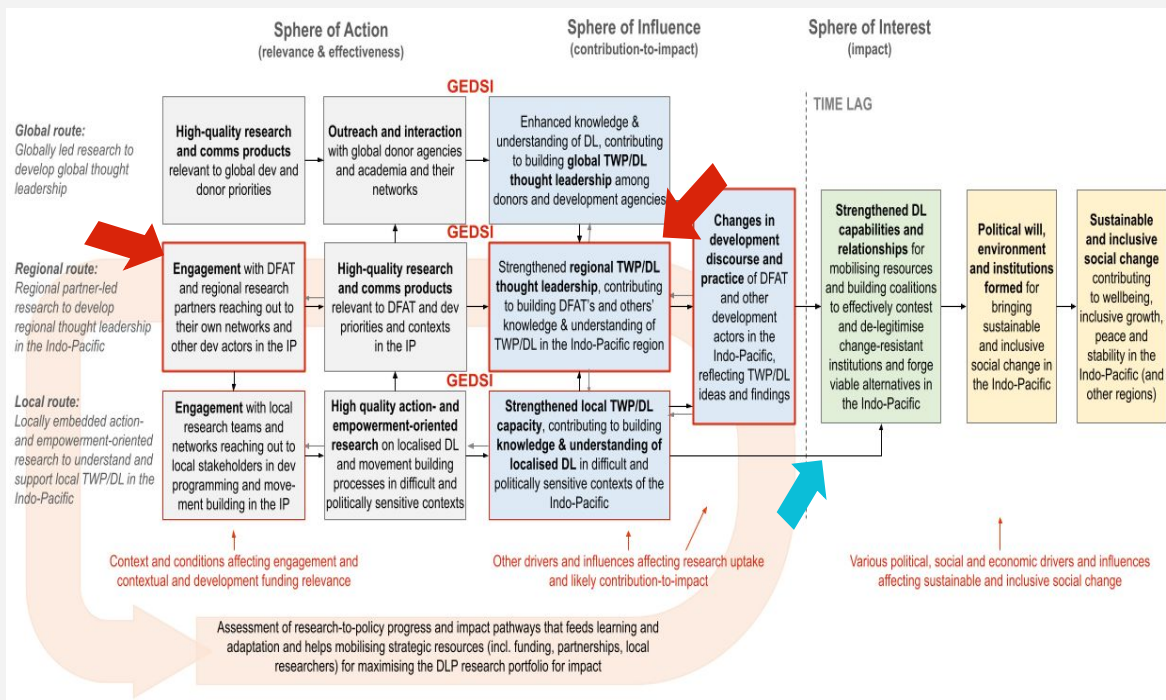 Sphere of Action
(relevance & effectiveness)
Sphere of Influence
(contribution-to-impact)
Sphere of Interest
(impact)
GEDSI
TIME LAG
Global route:
Globally led research to
develop global thought
leadership
High-quality research
and comms products
relevant to global dev and
donor priorities
Outreach and interaction
with global donor agencies
and academia and their
networks
Enhanced knowledge &
understanding of DL, contributing
to building global TWP/DL
thought leadership among
donors and development agencies
GEDSI
Regional route:
Regional partner-led
research to develop
regional thought leadership
in the Indo-Pacific
Engagement with DFAT
and regional research
partners reaching out to
their own networks and
other dev actors in the IP
High-quality research
and comms products
relevant to DFAT and dev
priorities and contexts
in the IP
Strengthened regional TWP/DL
thought leadership, contributing
to building DFAT's and others'
knowledge & understanding of
TWP/DL in the Indo-Pacific region
Changes in
development
discourse and
practice of DFAT
and other
development
actors in the
Indo-Pacific,
reflecting TWP/DL
ideas and findings
Strengthened DL
capabilities and
relationships for
mobilising resources
and building coalitions
to effectively contest
and de-legitimise
change-resistant
institutions and forge
viable alternatives in
the Indo-Pacific
Political will,
environment
and institutions
formed for
bringing
sustainable
and inclusive
social change in
the Indo-Pacific
Sustainable
and inclusive
social change
contributing
to wellbeing,
inclusive growth,
peace and
stability in the
Indo-Pacific (and
other regions)
GEDSI
Local route:
Locally embedded action-
and empowerment-oriented
research to understand and
support local TWP/DL in the
Indo-Pacific
Engagement with local
research teams and
networks reaching out to
local stakeholders in dev
programming and move-
ment building in the IP
High quality action- and
empowerment-oriented
research on localised DL
and movement building
processes in difficult and
politically sensitive contexts
Strengthened local TWP/DL
capacity, contributing to building
knowledge & understanding of
localised DL in difficult and
politically sensitive contexts of the
Indo-Pacific
Context and conditions affecting engagement and
contextual and development funding relevance
Other drivers and influences affecting research uptake
and likely contribution-to-impact
Various political, social and economic drivers and influences
affecting sustainable and inclusive social change
Assessment of research-to-policy progress and impact pathways that feeds learning and
adaptation and helps mobilising strategic resources (incl. funding, partnerships, local
researchers) for maximising the DLP research portfolio for impact